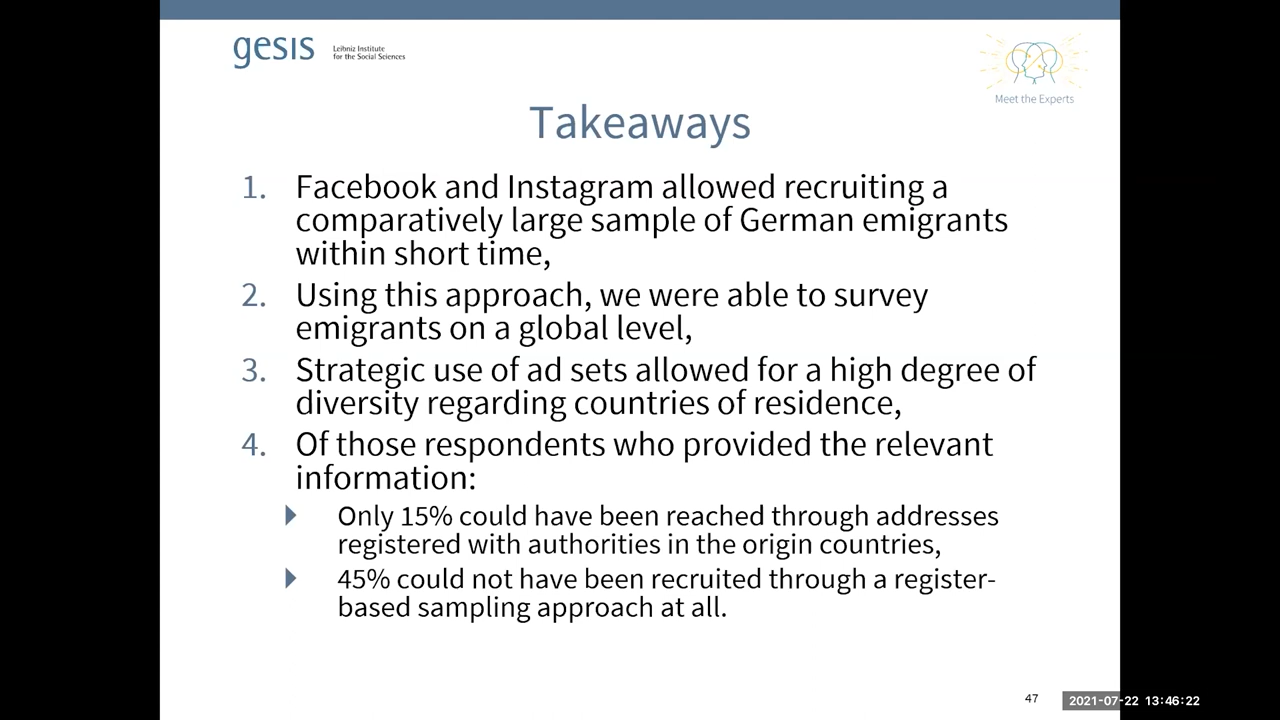 gesis
Leibniz Institute
for the Social Sciences
Meet the Experts
Takeaways
1. Facebook and Instagram allowed recruiting a
comparatively large sample of German emigrants
within short time,
2. Using this approach, we were able to survey
emigrants on a global level,
3. Strategic use of ad sets allowed for a high degree of
diversity regarding countries of residence,
4. Of those respondents who provided the relevant
information:
Only 15% could have been reached through addresses
registered with authorities in the origin countries,
45% could not have been recruited through a register-
based sampling approach at all.
47
2021-07-22 13:46:22